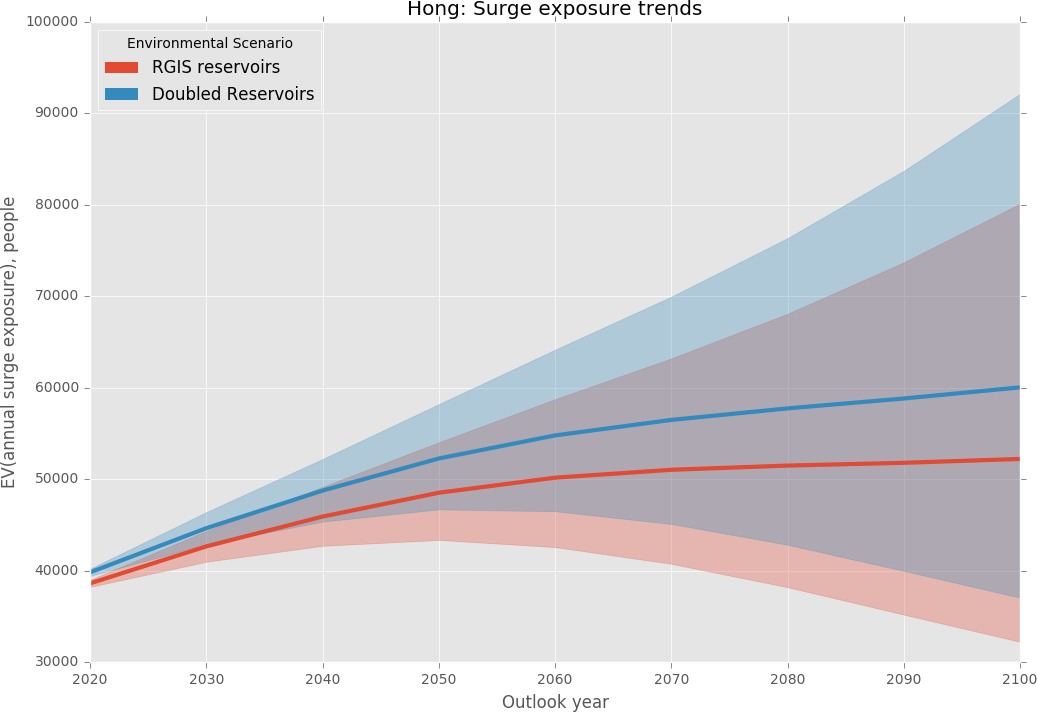 Hong: Surge exposure trends
Environmental Scenario
RGIS reservoirs
Doubled Reservoirs
EV(annual surge exposure), people
100000
90000
80000
70000
60000
50000
40000
30000
2020 2030 2040 2050 2060 2070 2080 2090 2100
Outlook year